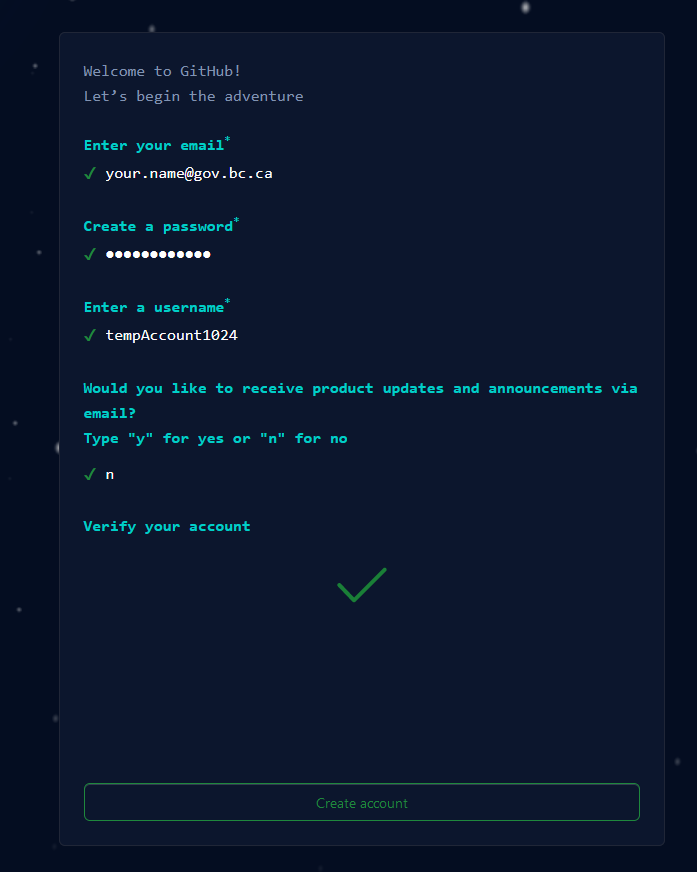 Welcome to GitHub!
Let’s begin the adventure
Enter your email*
✓ your.name@gov.bc.ca
Create a password*
✓ ●●●●●●●●●●●●
Enter a username*
✓ tempAccount1024
Would you like to receive product updates and announcements via
email?
Type "y" for yes or "n" for no
✓ n
Verify your account
Create account